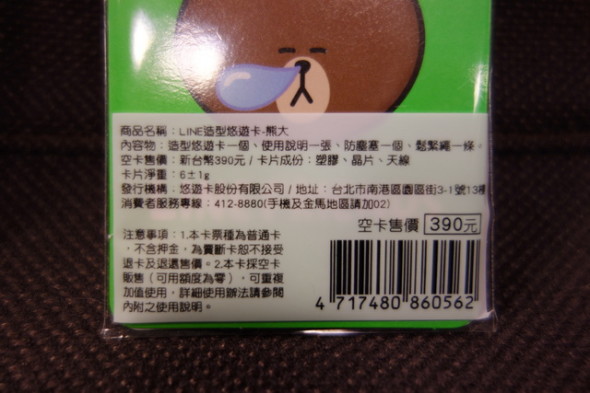 商品名稱：LINE造型悠遊卡-熊大
內容物：造型悠遊卡一個、使用說明一張、防塵塞一個、鬆緊繩一條。
空卡售價：新台幣390元 / 卡片成份：塑膠、晶片、天線
卡片淨重：6±1g
發行機構：悠遊卡股份有限公司 / 地址：台北市南港區園區街3-1號13樓
消費者服務專線：412-8880(手機及金馬地區請加02)
空卡售價 390元
注意事項：1.本卡票種為普通卡
，不含押金，為買斷卡恕不接受
退卡及退還售價。2.本卡採空卡
販售（可用額度為零），可重複
加值使用。詳細使用辦法請參閱
內附之使用說明。
4 717480 860562